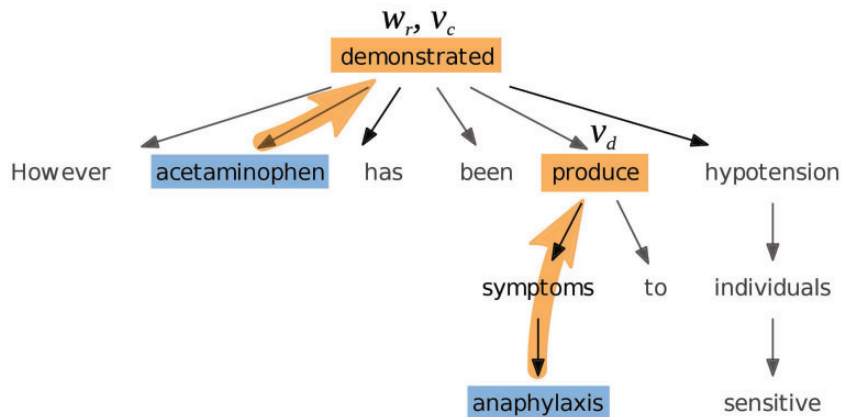 w_r, v_c
demonstrated
v_d
However acetaminophen has been produce hypotension
symptoms to individuals
anaphylaxis sensitive